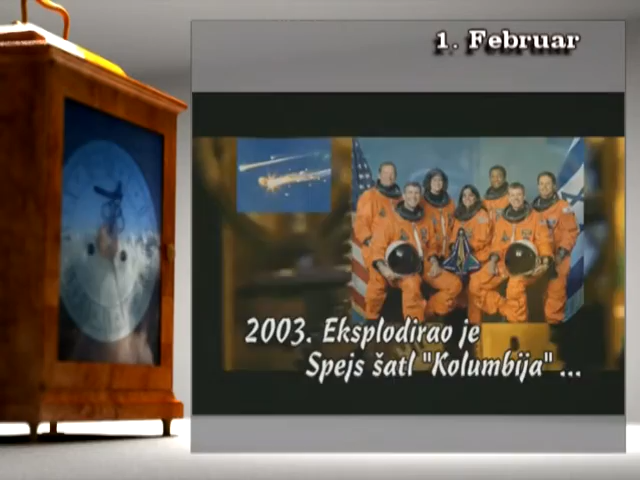 1. Februar
2003. Eksplodirao je
Spejs šatl "Kolumbija" ...